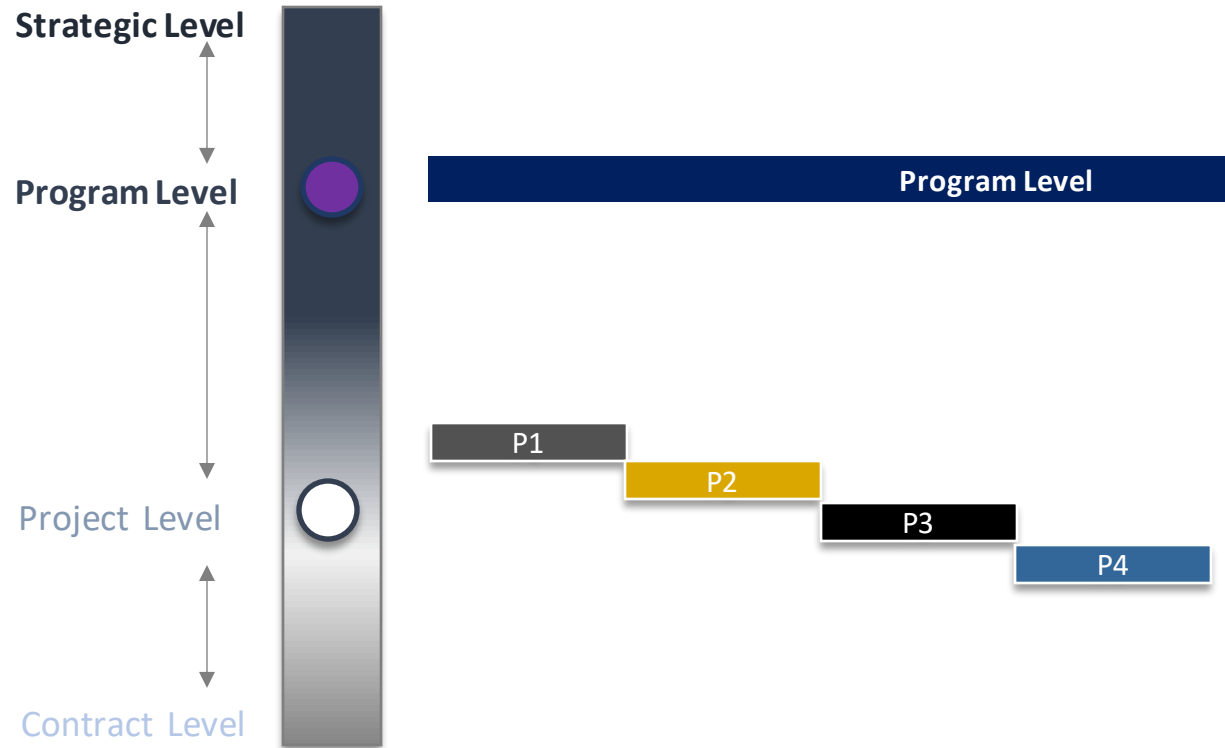 Strategic Level
Program Level
Program Level
P1
P2
Project Level
P3
P4
Contract Level